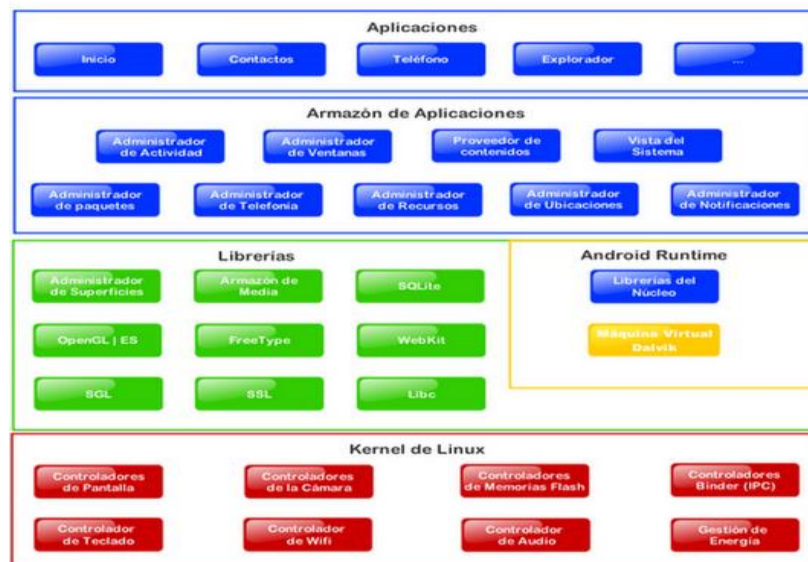 Aplicaciones
Inicio
Contactos
Teléfono
Explorador
...
Armazón de Aplicaciones
Administrador
de Actividad
Administrador
de Ventanas
Proveedor de
contenidos
Vista del
Sistema
Administrador
de paquetes
Administrador
de Telefonía
Administrador
de Recursos
Administrador
de Ubicaciones
Administrador
de Notificaciones
Librerías
Administrador
de Superficies
Armazón de
Media
SQLite
OpenGL | ES
FreeType
WebKit
SGL
SSL
Libc
Android Runtime
Librerías del
Núcleo
Máquina Virtual
Dalvik
Kernel de Linux
Controladores
de Pantalla
Controladores
de la Cámara
Controladores
de Memorias Flash
Controladores
Binder (IPC)
Controlador
de Teclado
Controlador
de Wifi
Controlador
de Audio
Gestión de
Energía